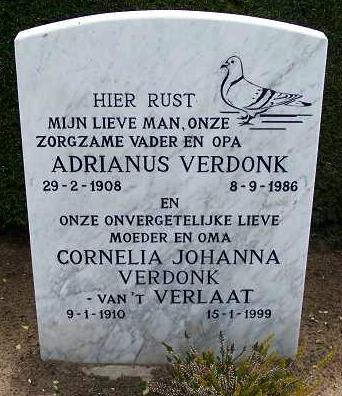 HIER RUST
MIJN LIEVE MAN, ONZE
ZORGZAME VADER EN OPA
ADRIANUS VERDONK
29-2-1908 8-9-1986
EN
ONZE ONVERGETELIJKE LIEVE
MOEDER EN OMA
CORNELIA JOHANNA
VERDONK
- VAN 'T VERLAAT
9-1-1910 15-1-1999